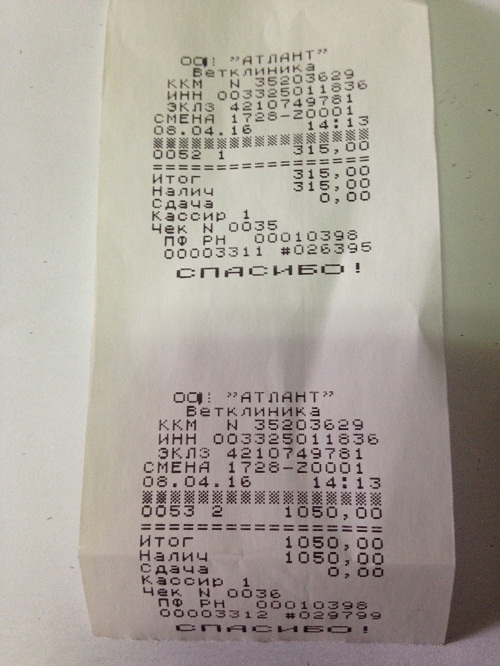 ООО "АТЛАНТ"
Ветклиника
ККМ N 35203629
ИНН 003325011836
ЭКЛЗ 4210749781
СМЕНА 1728-Z0001
08.04.16 14:13
0052 1 315,00
================
Итог 315,00
Налич 315,00
Сдача 0,00
Кассир 1
Чек N 0035
ПФ РН 00010398
00003311 #026395
СПАСИБО!
ООО "АТЛАНТ"
Ветклиника
ККМ N 35203629
ИНН 003325011836
ЭКЛЗ 4210749781
СМЕНА 1728-Z0001
08.04.16 14:13
0053 2 1050,00
================
Итог 1050,00
Налич 1050,00
Сдача 0,00
Кассир 1
Чек N 0036
ПФ РН 00010398
00003312 #029799
СПАСИБО!